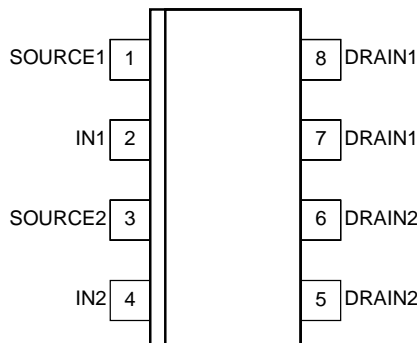 SOURCE1 1 8 DRAIN1
IN1 2 7 DRAIN1
SOURCE2 3 6 DRAIN2
IN2 4 5 DRAIN2